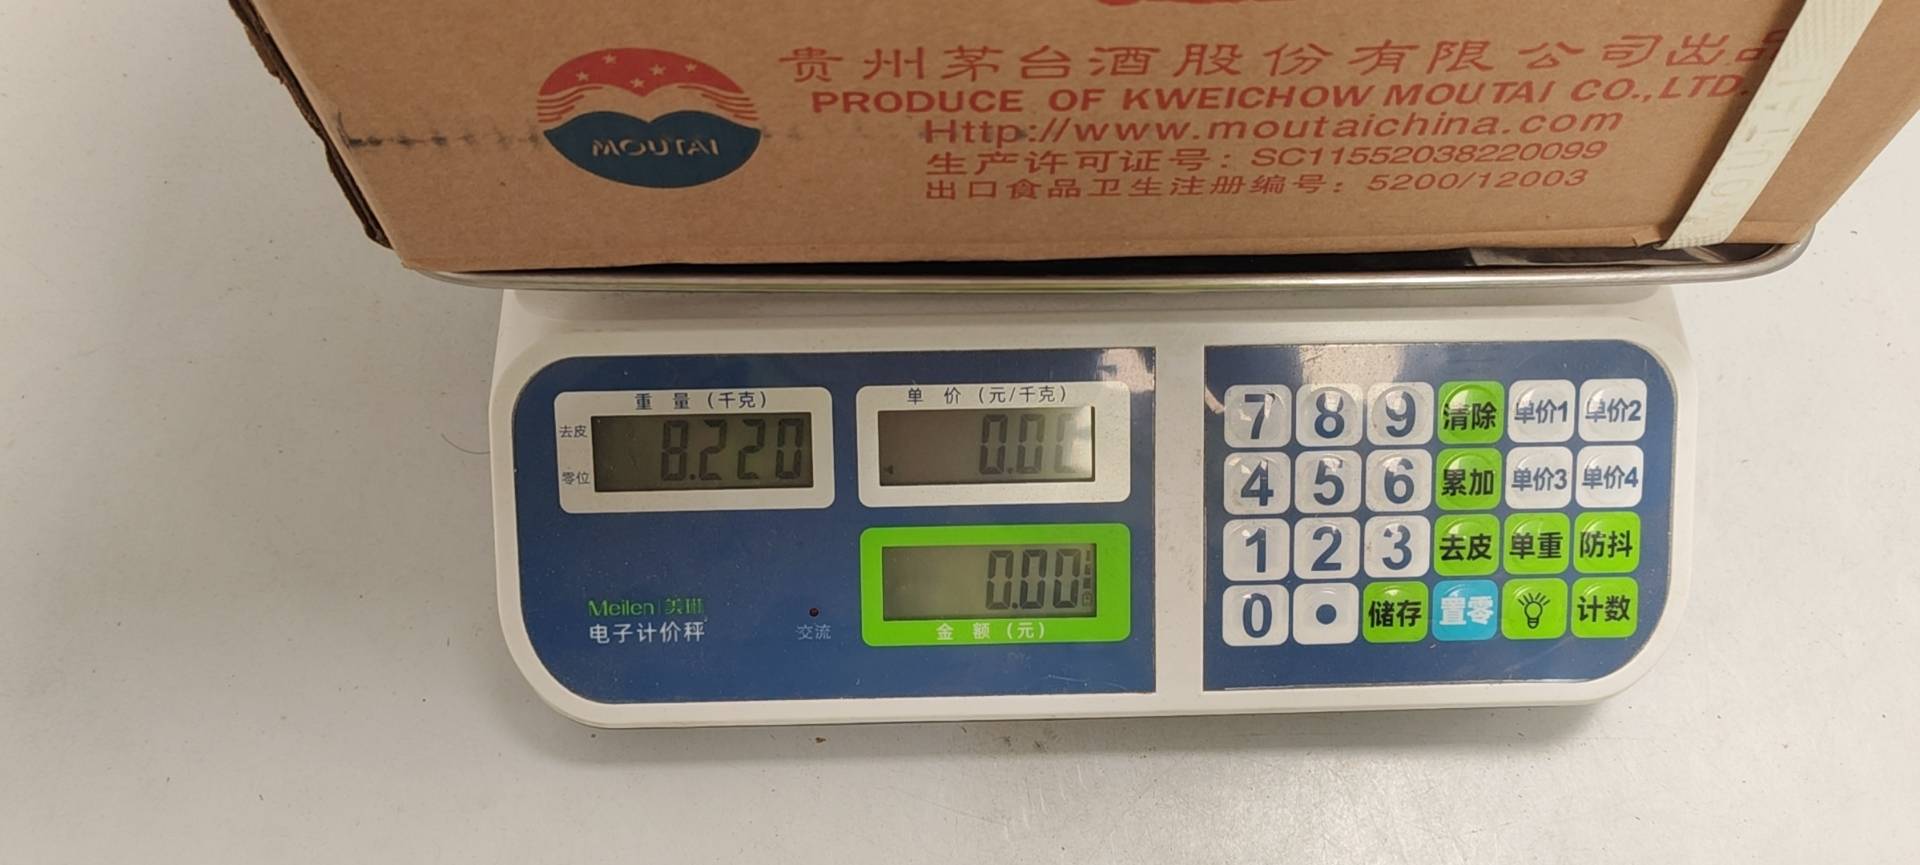 贵州茅台酒股份有限公司出品
PRODUCE OF KWEICHOW MOUTAI CO.,LTD.
MOUTAI
Http://www.moutaichina.com
生产许可证号: SC11552038220099
出口食品卫生注册编号: 5200/12003
重 量 (千克)
去皮
零位
8.220
单 价 (元/千克)
0.00
0.00
金 额 (元)
Meilen 美琳
电子计价秤
交流
7 8 9 清除 单价1 单价2
4 5 6 累加 单价3 单价4
1 2 3 去皮 单重 防抖
0 • 储存 置零 计数